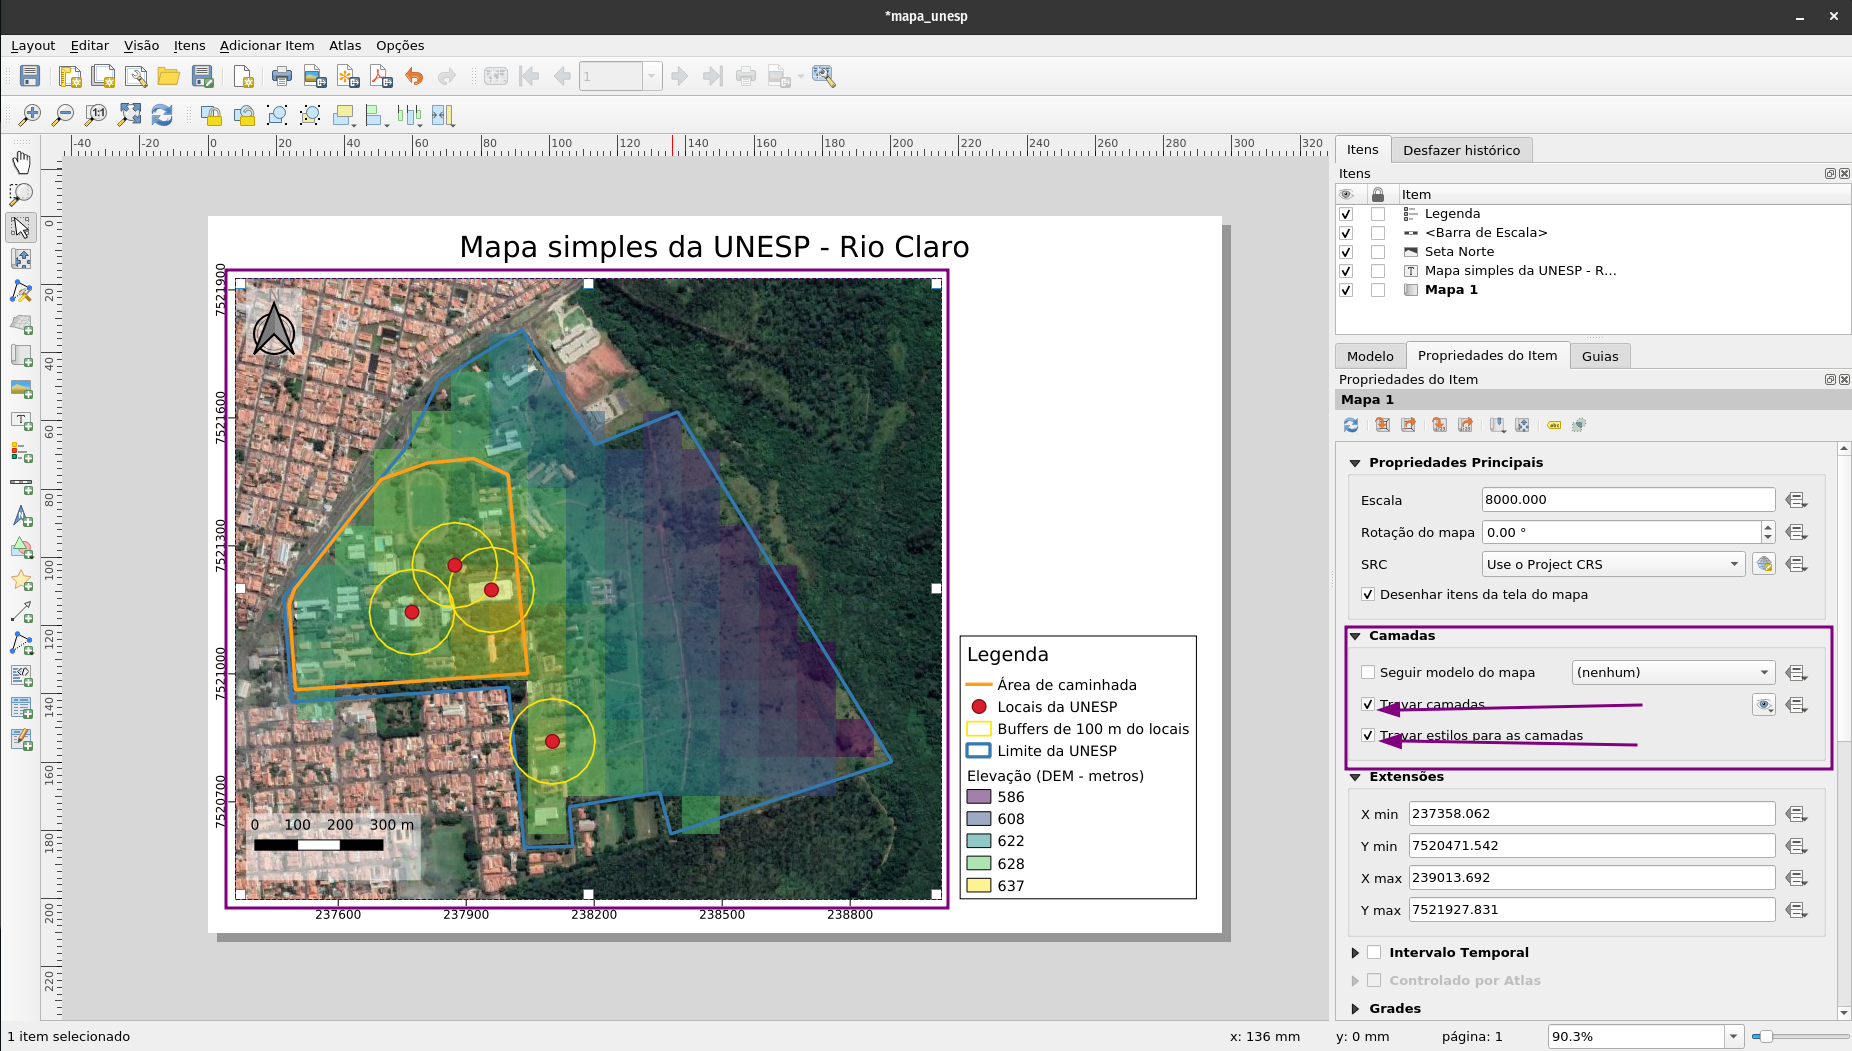 *mapa_unesp
Layout Editar Visão Itens Adicionar Item Atlas Opções
1
1:1
-40 -20 0 20 40 60 80 100 120 140 160 180 200 220 240 260 280 300 320
0 20 40 60 80 100 120 140 160 180 200 220
Mapa simples da UNESP - Rio Claro
7521900
7521600
7521300
7521000
7520700
237600 237900 238200 238500 238800
0 100 200 300 m
Legenda
Área de caminhada
Locais da UNESP
Buffers de 100 m do locais
Limite da UNESP
Elevação (DEM - metros)
586
608
622
628
637
Itens Desfazer histórico
Itens
Item
Legenda
<Barra de Escala>
Seta Norte
Mapa simples da UNESP - R...
Mapa 1
Modelo Propriedades do Item Guias
Propriedades do Item
Mapa 1
Propriedades Principais
Escala 8000.000
Rotação do mapa 0.00 °
SRC Use o Project CRS
Desenhar itens da tela do mapa
Camadas
Seguir modelo do mapa (nenhum)
Travar camadas
Travar estilos para as camadas
Extensões
X min 237358.062
Y min 7520471.542
X max 239013.692
Y max 7521927.831
Intervalo Temporal
Controlado por Atlas
Grades
1 item selecionado x: 136 mm y: 0 mm página: 1 90.3%